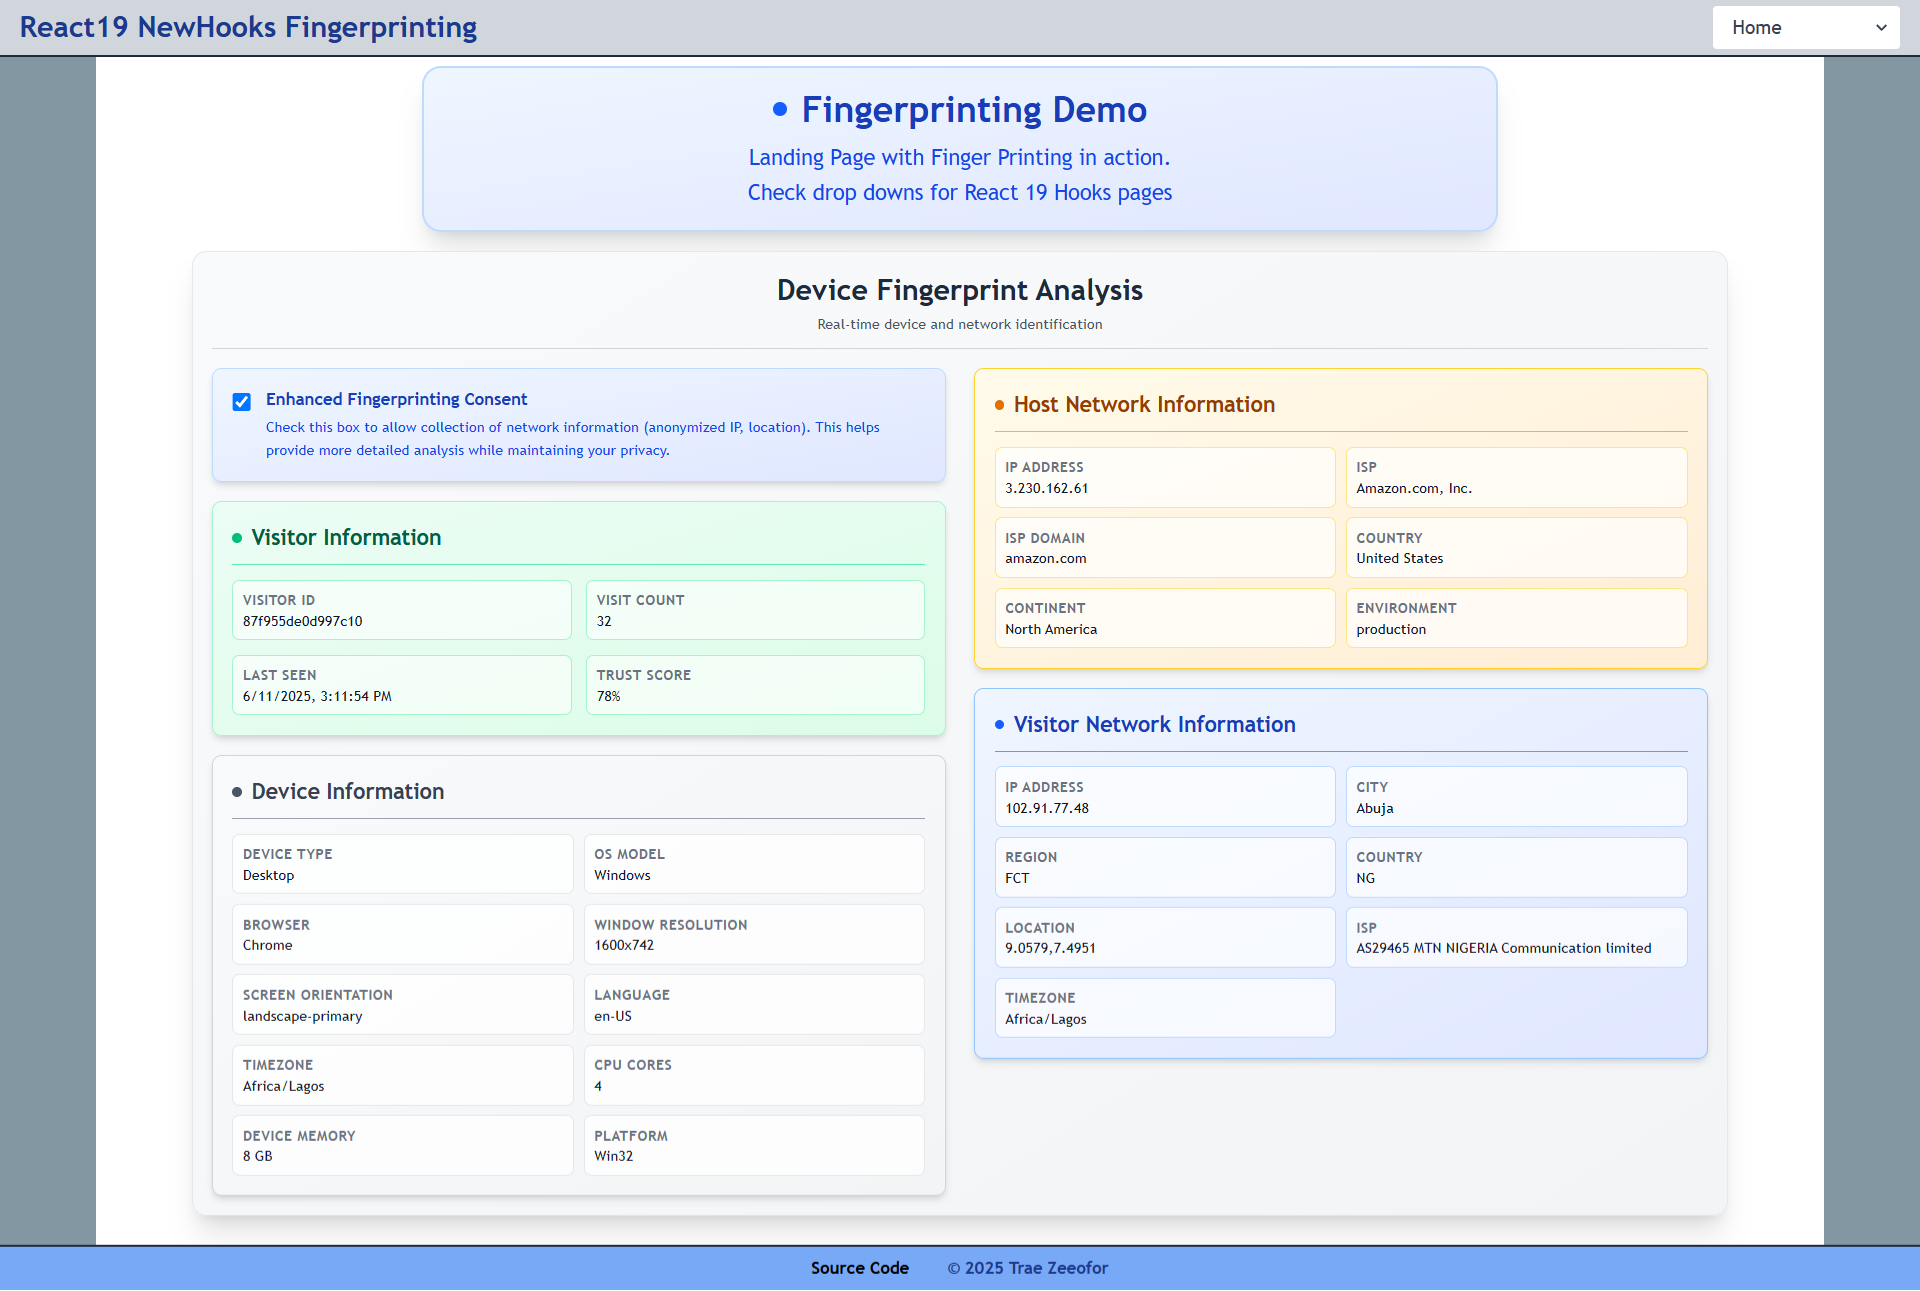 React19 NewHooks Fingerprinting
Home
Fingerprinting Demo
Landing Page with Finger Printing in action.
Check drop downs for React 19 Hooks pages
Device Fingerprint Analysis
Real-time device and network identification
Enhanced Fingerprinting Consent
Check this box to allow collection of network information (anonymized IP, location). This helps
provide more detailed analysis while maintaining your privacy.
Visitor Information
VISITOR ID
87f955de0d997c10
VISIT COUNT
32
LAST SEEN
6/11/2025, 3:11:54 PM
TRUST SCORE
78%
Device Information
DEVICE TYPE
Desktop
OS MODEL
Windows
BROWSER
Chrome
WINDOW RESOLUTION
1600x742
SCREEN ORIENTATION
landscape-primary
LANGUAGE
en-US
TIMEZONE
Africa/Lagos
CPU CORES
4
DEVICE MEMORY
8 GB
PLATFORM
Win32
Host Network Information
IP ADDRESS
3.230.162.61
ISP
Amazon.com, Inc.
ISP DOMAIN
amazon.com
COUNTRY
United States
CONTINENT
North America
ENVIRONMENT
production
Visitor Network Information
IP ADDRESS
102.91.77.48
CITY
Abuja
REGION
FCT
COUNTRY
NG
LOCATION
9.0579,7.4951
ISP
AS29465 MTN NIGERIA Communication limited
TIMEZONE
Africa/Lagos
Source Code
© 2025 Trae Zeeofor